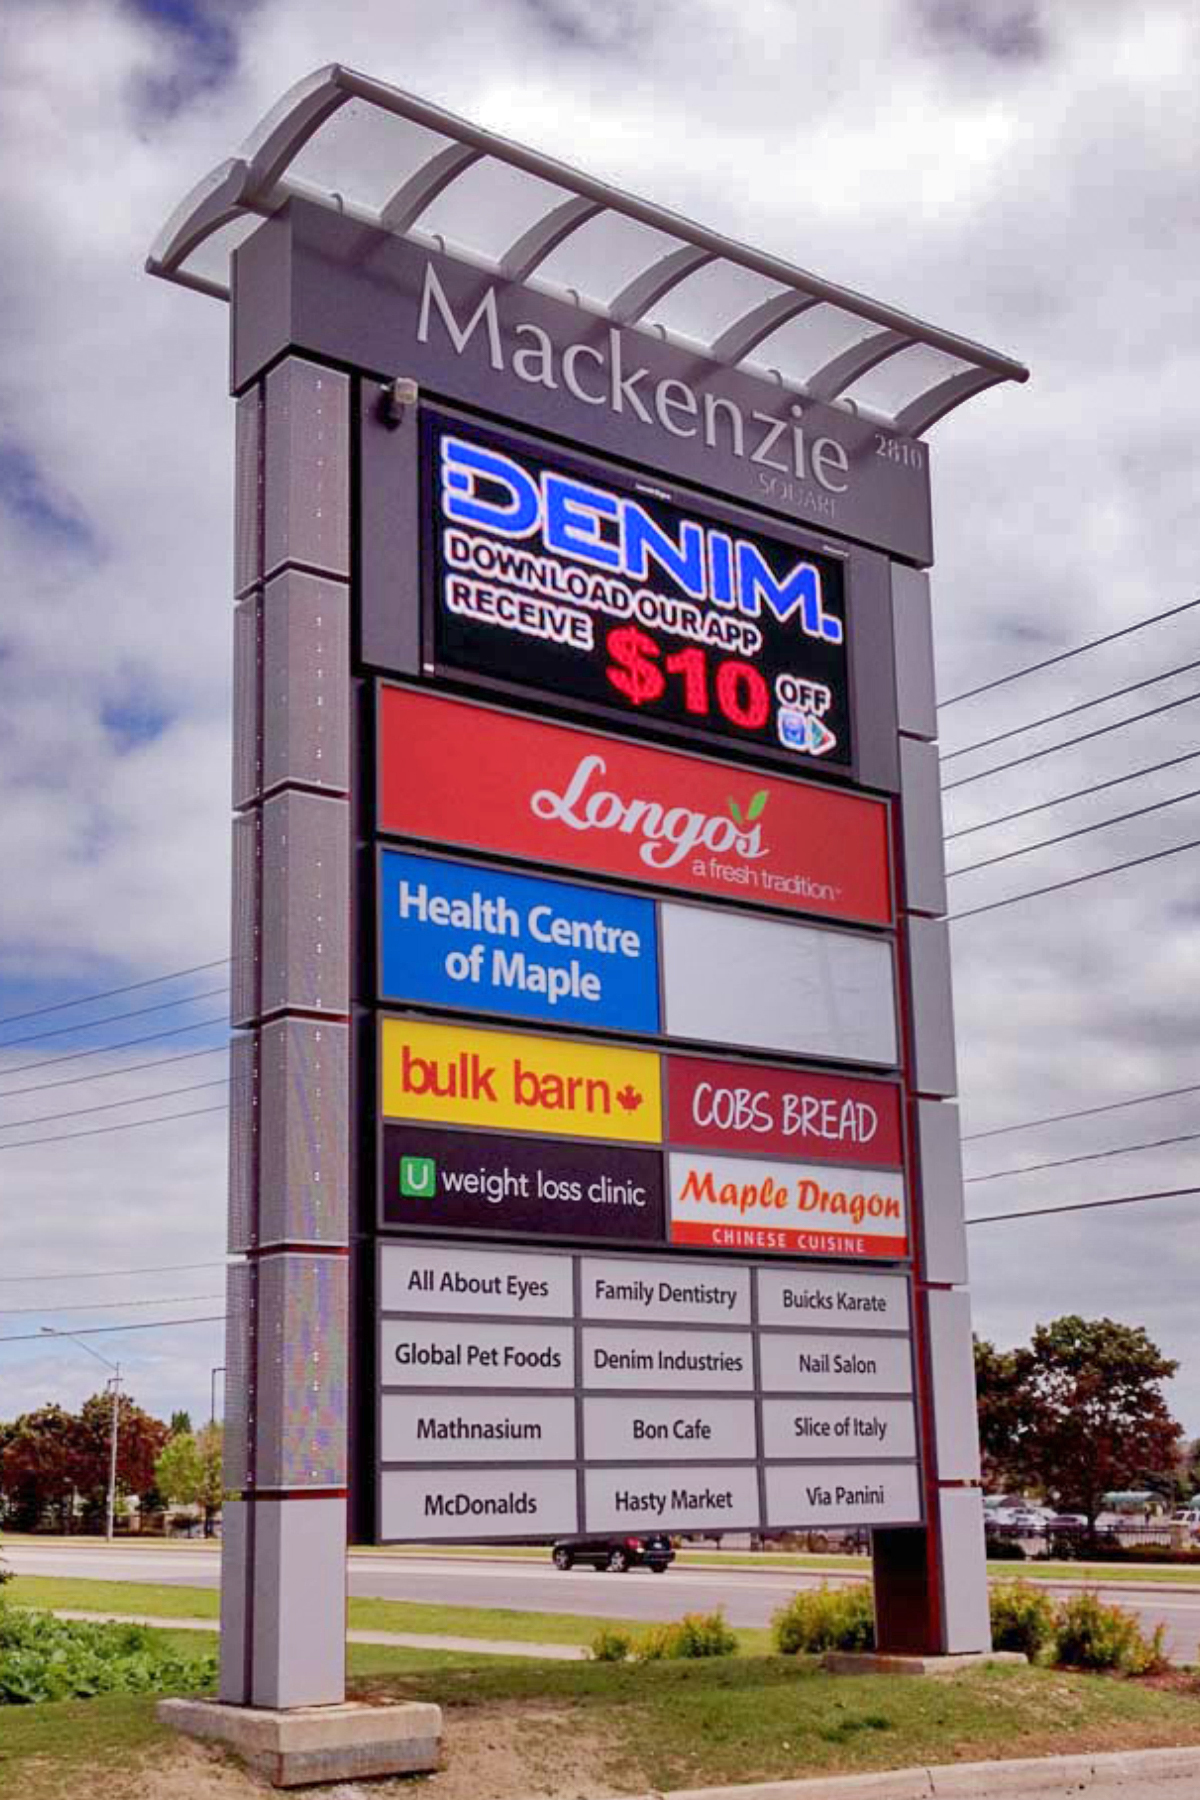 Mackenzie
2810
SQUARE
DENIM.
DOWNLOAD OUR APP
RECEIVE $10 OFF
Longo's
a fresh tradition™
Health Centre
of Maple
bulk barn
COBS BREAD
U weight loss clinic
Maple Dragon
CHINESE CUISINE
All About Eyes
Family Dentistry
Buicks Karate
Global Pet Foods
Denim Industries
Nail Salon
Mathnasium
Bon Cafe
Slice of Italy
McDonalds
Hasty Market
Via Panini